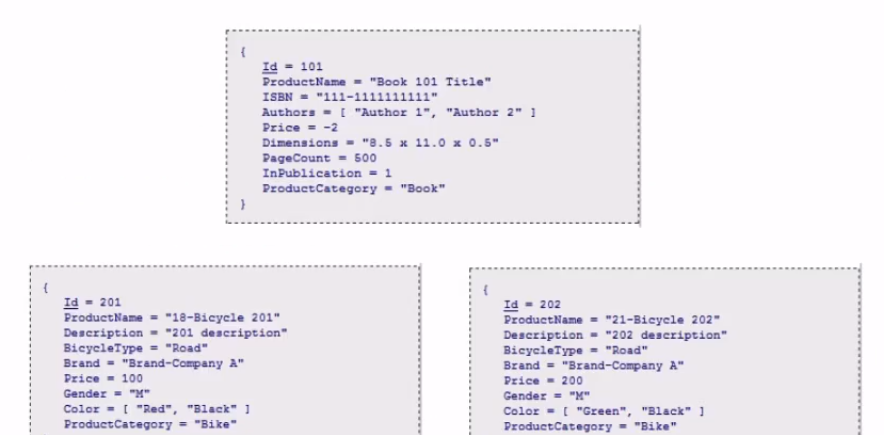 {
Id = 101
ProductName = "Book 101 Title"
ISBN = "111-1111111111"
Authors = [ "Author 1", "Author 2" ]
Price = -2
Dimensions = "8.5 x 11.0 x 0.5"
PageCount = 500
InPublication = 1
ProductCategory = "Book"
}
{
Id = 201
ProductName = "18-Bicycle 201"
Description = "201 description"
BicycleType = "Road"
Brand = "Brand-Company A"
Price = 100
Gender = "M"
Color = [ "Red", "Black" ]
ProductCategory = "Bike"
{
Id = 202
ProductName = "21-Bicycle 202"
Description = "202 description"
BicycleType = "Road"
Brand = "Brand-Company A"
Price = 200
Gender = "M"
Color = [ "Green", "Black" ]
ProductCategory = "Bike"